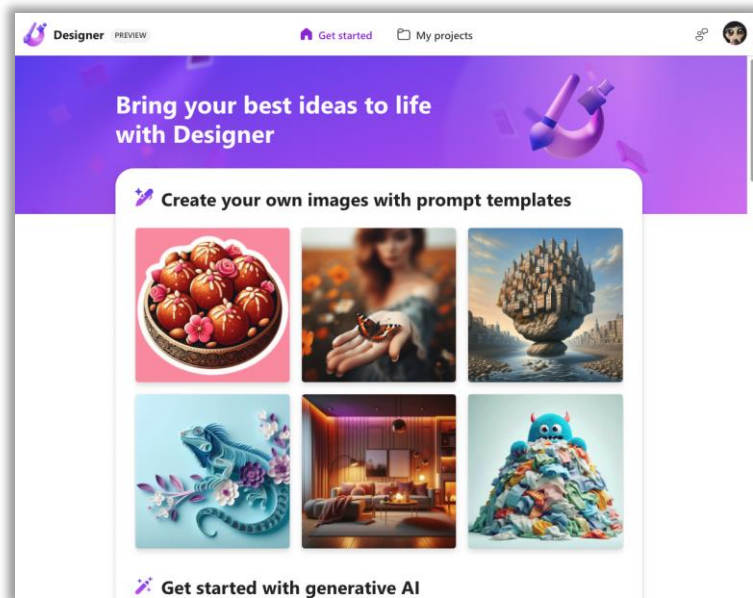 Designer PREVIEW Get started My projects
Bring your best ideas to life
with Designer
Create your own images with prompt templates
Get started with generative AI